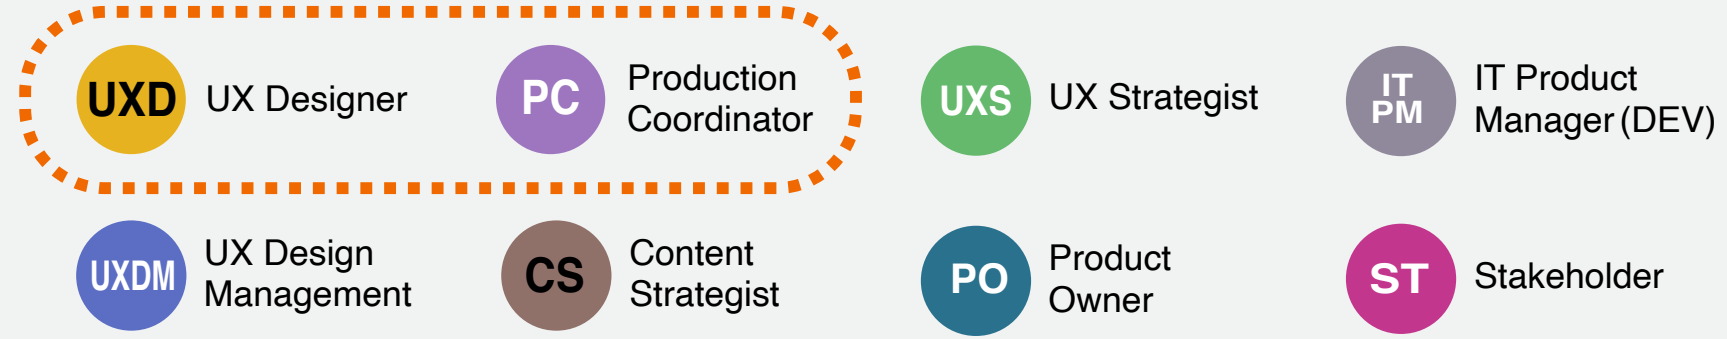 UXD
UX Designer
PC
Production
Coordinator
UXS
UX Strategist
IT
PM
IT Product
Manager (DEV)
UXDM
UX Design
Management
CS
Content
Strategist
PO
Product
Owner
ST
Stakeholder